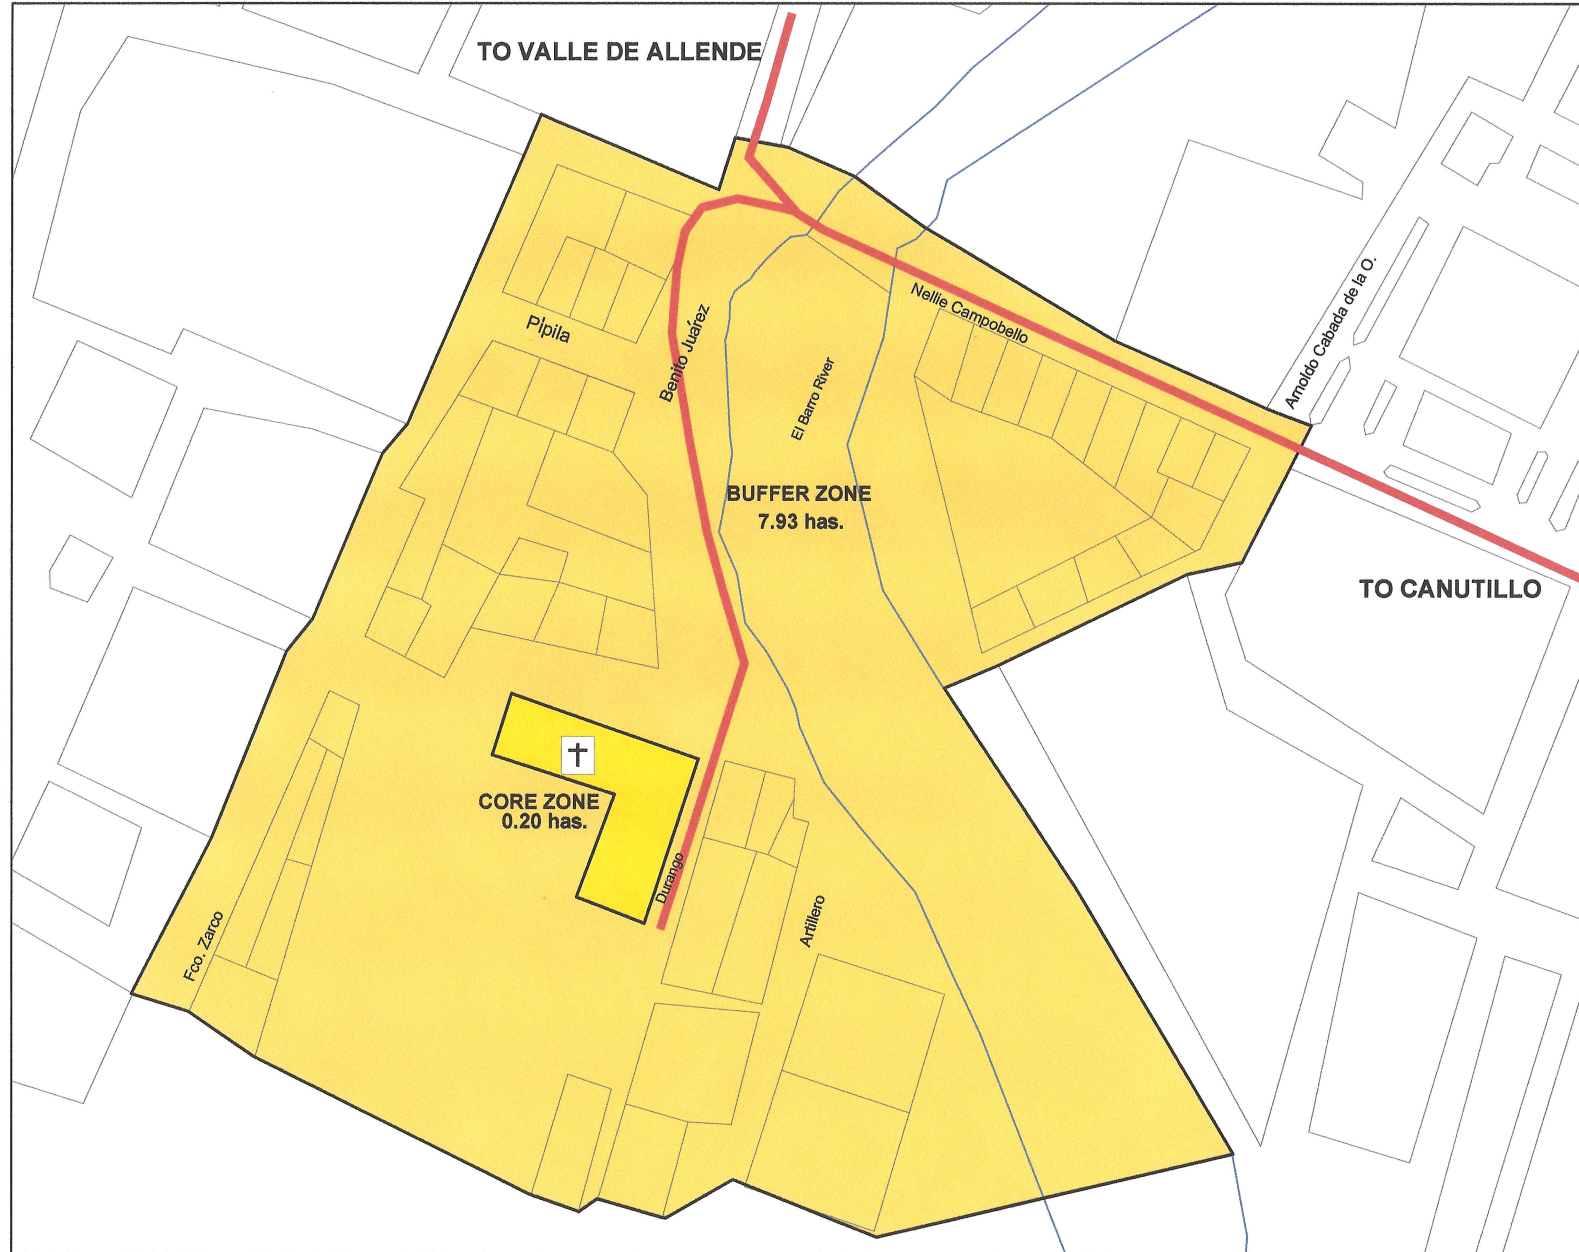 TO VALLE DE ALLENDE
Arnoldo Cabada de la O.
Nellie Campobello
Pípila
Benito Juárez
El Barro River
BUFFER ZONE
7.93 has.
TO CANUTILLO
CORE ZONE
0.20 has.
Durango
Artillero
Fco. Zarco